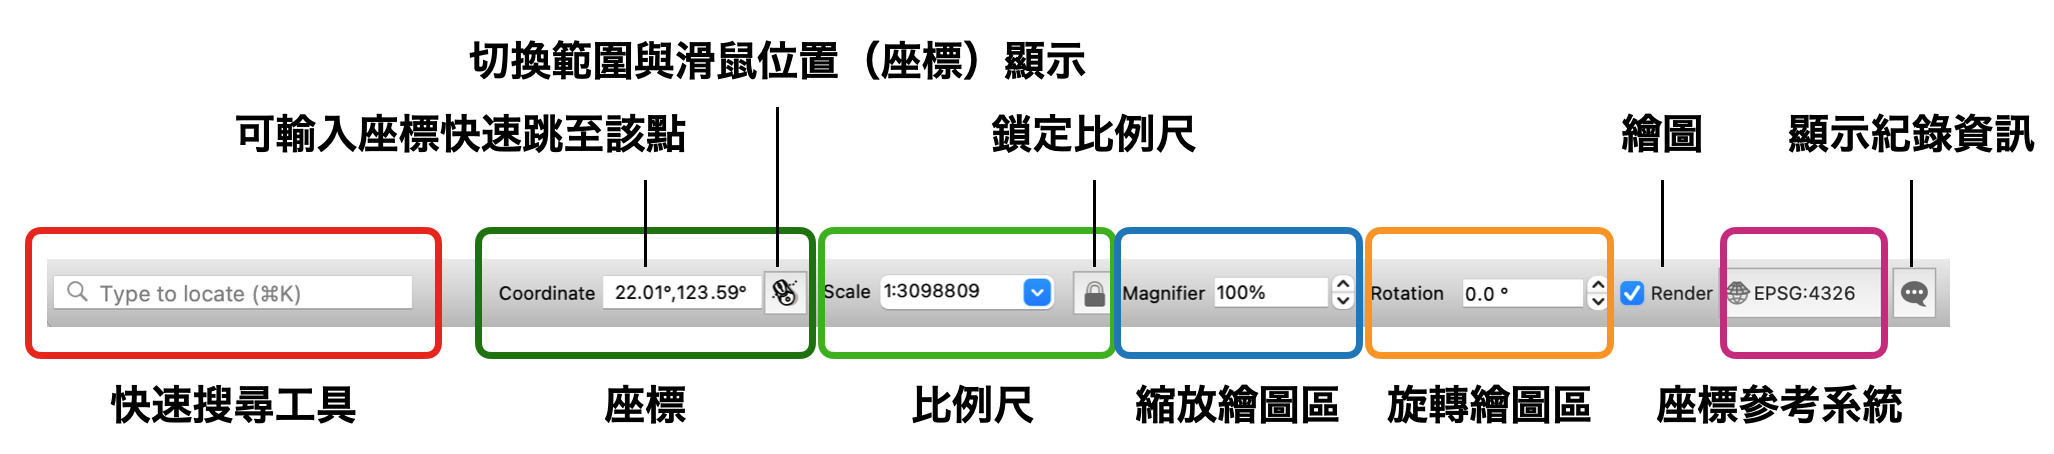 切換範圍與滑鼠位置（座標）顯示
可輸入座標快速跳至該點
鎖定比例尺
繪圖
顯示紀錄資訊
Type to locate (⌘K)
Coordinate 22.01°,123.59°
Scale 1:3098809
Magnifier 100%
Rotation 0.0 °
Render
EPSG:4326
快速搜尋工具
座標
比例尺
縮放繪圖區
旋轉繪圖區
座標參考系統